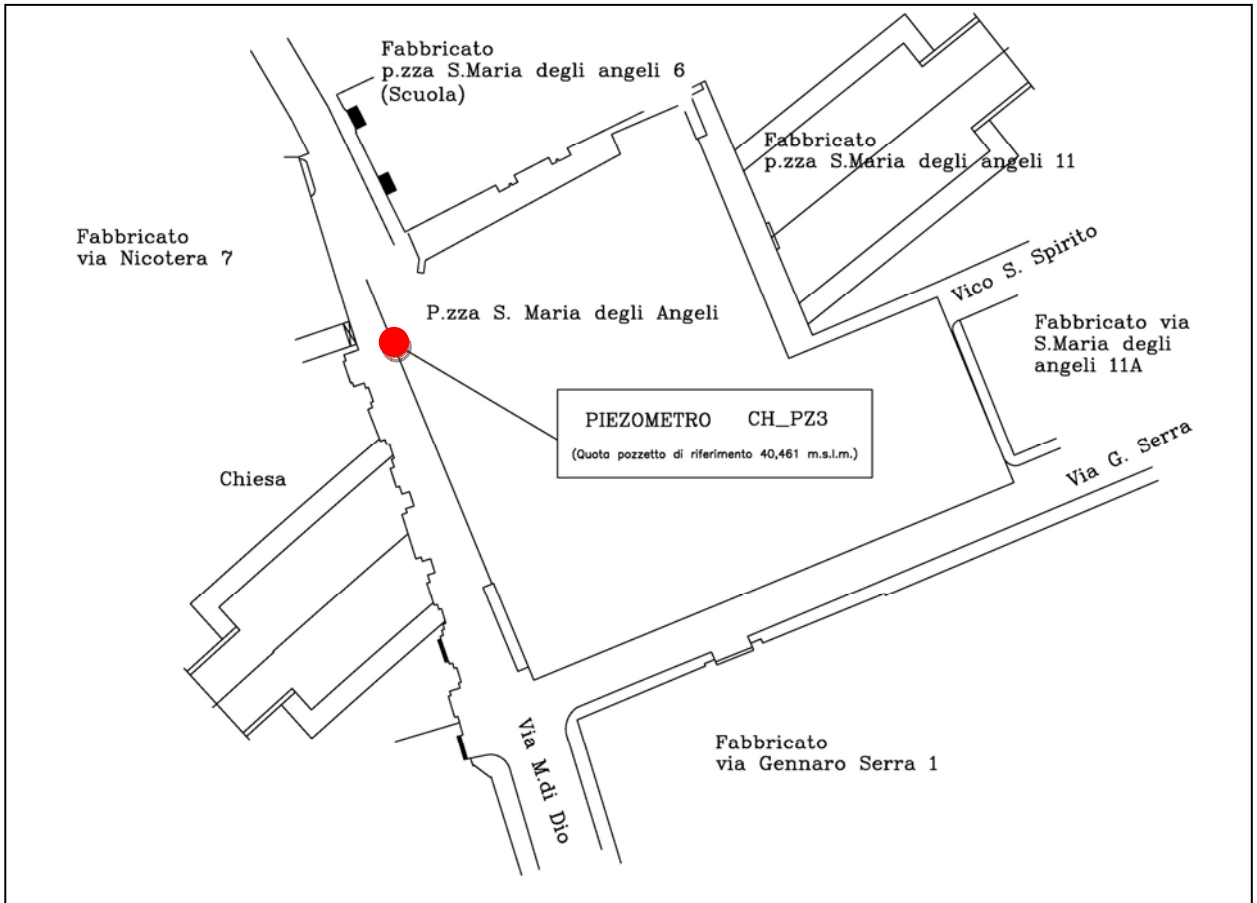 Fabbricato
p.zza S.Maria degli angeli 6
(Scuola)
Fabbricato
p.zza S.Maria degli angeli 11
Fabbricato
via Nicotera 7
Vico S. Spirito
P.zza S. Maria degli Angeli
Fabbricato via
S.Maria degli
angeli 11A
PIEZOMETRO CH_PZ3
(Quota pozzetto di riferimento 40,461 m.s.l.m.)
Via G. Serra
Chiesa
Via M.di Dio
Fabbricato
via Gennaro Serra 1